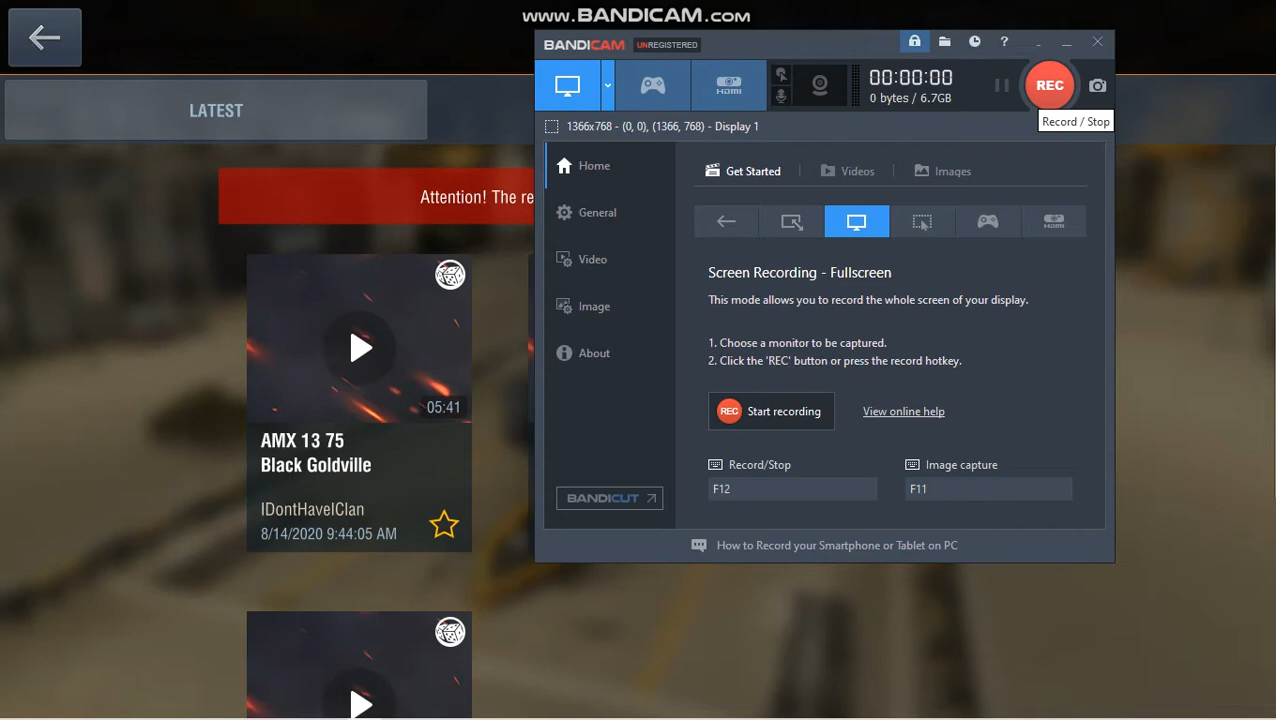 www.BANDICAM.com
BANDICAM UNREGISTERED
?
HDMI
00:00:00
0 bytes / 6.7GB
REC
LATEST
Record / Stop
1366x768 - (0, 0), (1366, 768) - Display 1
Home
Get Started
Videos
Images
Attention! The re
General
HDMI
Video
Screen Recording - Fullscreen
This mode allows you to record the whole screen of your display.
Image
1. Choose a monitor to be captured.
2. Click the 'REC' button or press the record hotkey.
About
05:41
REC Start recording
View online help
AMX 13 75
Black Goldville
Record/Stop
Image capture
F12
F11
BANDICUT
IDontHaveIClan
8/14/2020 9:44:05 AM
How to Record your Smartphone or Tablet on PC